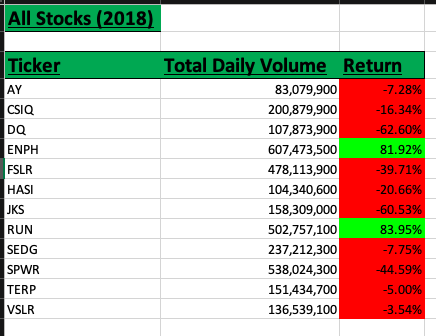 All Stocks (2018)
Ticker Total Daily Volume Return
AY 83,079,900 -7.28%
CSIQ 200,879,900 -16.34%
DQ 107,873,900 -62.60%
ENPH 607,473,500 81.92%
FSLR 478,113,900 -39.71%
HASI 104,340,600 -20.66%
JKS 158,309,000 -60.53%
RUN 502,757,100 83.95%
SEDG 237,212,300 -7.75%
SPWR 538,024,300 -44.59%
TERP 151,434,700 -5.00%
VSLR 136,539,100 -3.54%